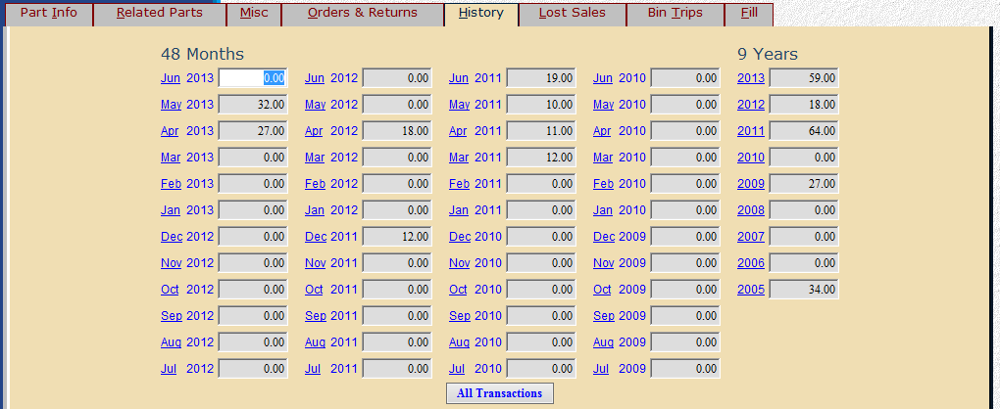 Part Info Related Parts Misc Orders & Returns History Lost Sales Bin Trips Fill
48 Months 9 Years
Jun 2013 0.00 Jun 2012 0.00 Jun 2011 19.00 Jun 2010 0.00 2013 59.00
May 2013 32.00 May 2012 0.00 May 2011 10.00 May 2010 0.00 2012 18.00
Apr 2013 27.00 Apr 2012 18.00 Apr 2011 11.00 Apr 2010 0.00 2011 64.00
Mar 2013 0.00 Mar 2012 0.00 Mar 2011 12.00 Mar 2010 0.00 2010 0.00
Feb 2013 0.00 Feb 2012 0.00 Feb 2011 0.00 Feb 2010 0.00 2009 27.00
Jan 2013 0.00 Jan 2012 0.00 Jan 2011 0.00 Jan 2010 0.00 2008 0.00
Dec 2012 0.00 Dec 2011 12.00 Dec 2010 0.00 Dec 2009 0.00 2007 0.00
Nov 2012 0.00 Nov 2011 0.00 Nov 2010 0.00 Nov 2009 0.00 2006 0.00
Oct 2012 0.00 Oct 2011 0.00 Oct 2010 0.00 Oct 2009 0.00 2005 34.00
Sep 2012 0.00 Sep 2011 0.00 Sep 2010 0.00 Sep 2009 0.00
Aug 2012 0.00 Aug 2011 0.00 Aug 2010 0.00 Aug 2009 0.00
Jul 2012 0.00 Jul 2011 0.00 Jul 2010 0.00 Jul 2009 0.00
All Transactions